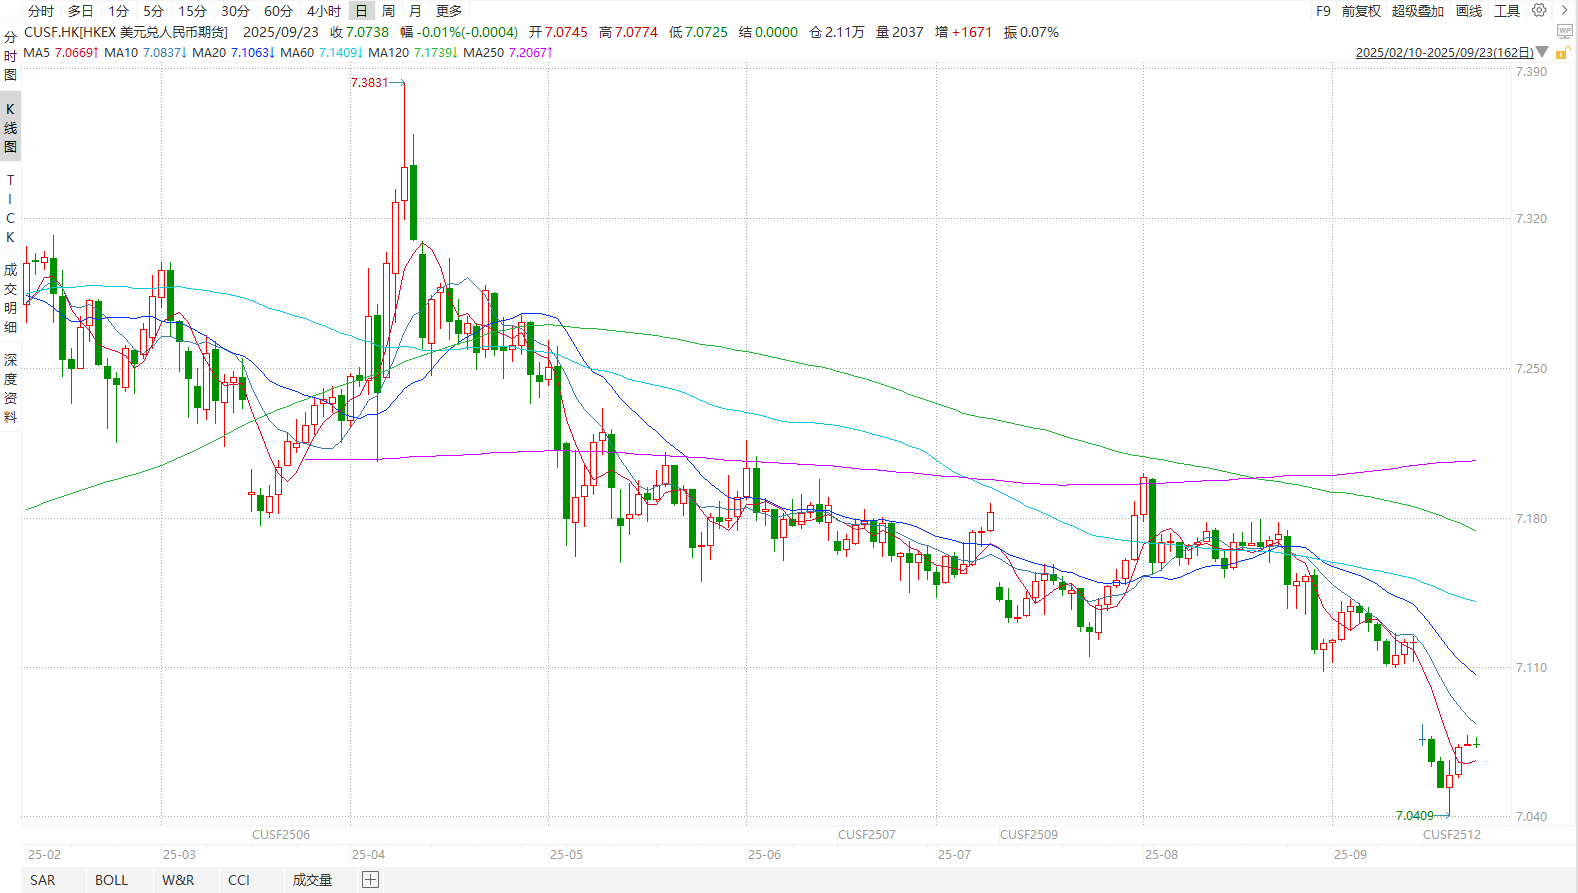 分时 多日 1分 5分 15分 30分 60分 4小时 日 周 月 更多 F9 前复权 超级叠加 画线 工具
CUSF.HK[HKEX 美元兑人民币期货] 2025/09/23 收7.0738 幅-0.01%(-0.0004) 开7.0745 高7.0774 低7.0725 结0.0000 仓2.11万 量2037 增+1671 振0.07%
WP
MA5 7.0669↑ MA10 7.0837↓ MA20 7.1063↓ MA60 7.1409↓ MA120 7.1739↓ MA250 7.2067↑
2025/02/10-2025/09/23(162日)
分时图
K线图
TICK
成交明细
深度资料
7.3831
7.390
7.320
7.250
7.180
7.110
7.040
7.0409
CUSF2506 CUSF2507 CUSF2509 CUSF2512
25-02 25-03 25-04 25-05 25-06 25-07 25-08 25-09
SAR BOLL W&R CCI 成交量